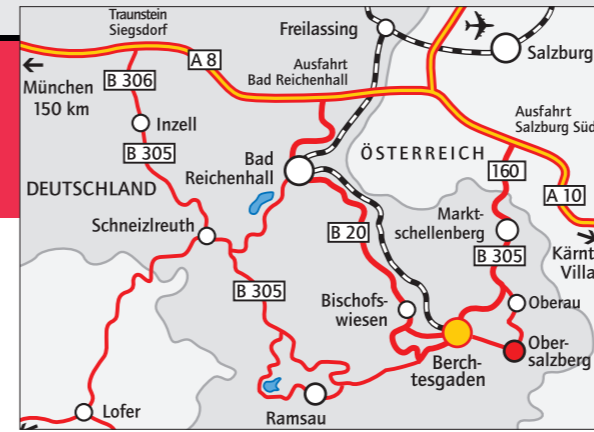 Traunstein
Siegsdorf
Freilassing
Salzburg
A 8
Ausfahrt
Bad Reichenhall
München
150 km
B 306
Inzell
Ausfahrt
Salzburg Süd
B 305
Bad
Reichenhall
ÖSTERREICH
160
DEUTSCHLAND
A 10
Schneizlreuth
B 20
Markt-
schellenberg
B 305
Kärnt
Villa
B 305
Bischofs-
wiesen
Oberau
Ober-
salzberg
Berch-
tesgaden
Lofer
Ramsau